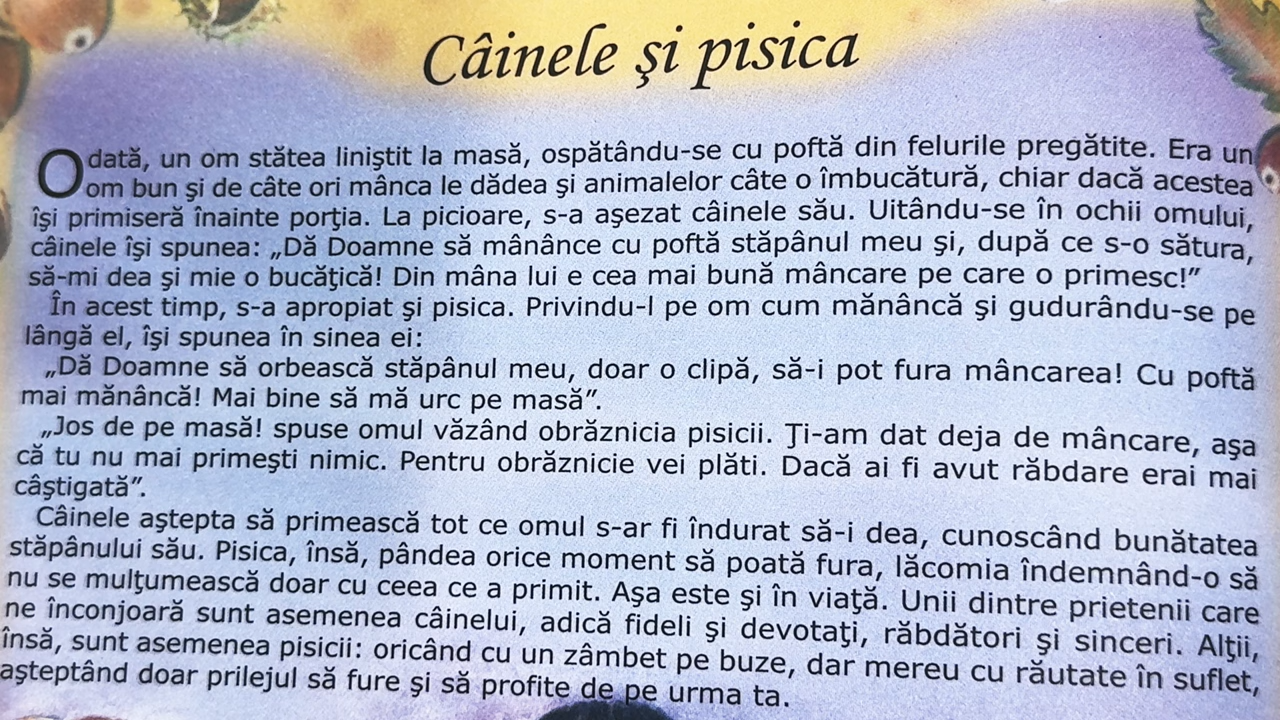 Câinele şi pisica
Odată, un om stătea liniştit la masă, ospătându-se cu poftă din felurile pregătite. Era un
om bun şi de câte ori mânca le dădea şi animalelor câte o îmbucătură, chiar dacă acestea
îşi primiseră înainte porţia. La picioare, s-a aşezat câinele său. Uitându-se în ochii omului,
câinele îşi spunea: „Dă Doamne să mânânce cu poftă stăpânul meu şi, după ce s-o sătura,
să-mi dea şi mie o bucăţică! Din mâna lui e cea mai bună mâncare pe care o primesc!”
În acest timp, s-a apropiat şi pisica. Privindu-l pe om cum mănâncă şi gudurându-se pe
lângă el, îşi spunea în sinea ei:
„Dă Doamne să orbească stăpânul meu, doar o clipă, să-i pot fura mâncarea! Cu poftă
mai mănâncă! Mai bine să mă urc pe masă”.
„Jos de pe masă! spuse omul văzând obrăznicia pisicii. Ţi-am dat deja de mâncare, aşa
că tu nu mai primeşti nimic. Pentru obrăznicie vei plăti. Dacă ai fi avut răbdare erai mai
câştigată”.
Câinele aştepta să primească tot ce omul s-ar fi îndurat să-i dea, cunoscând bunătatea
stăpânului său. Pisica, însă, pândea orice moment să poată fura, lăcomia îndemnând-o să
nu se mulţumească doar cu ceea ce a primit. Aşa este şi în viaţă. Unii dintre prietenii care
ne înconjoară sunt asemenea câinelui, adică fideli şi devotaţi, răbdători şi sinceri. Alţii,
însă, sunt asemenea pisicii: oricând cu un zâmbet pe buze, dar mereu cu răutate în suflet,
aşteptând doar prilejul să fure şi să profite de pe urma ta.